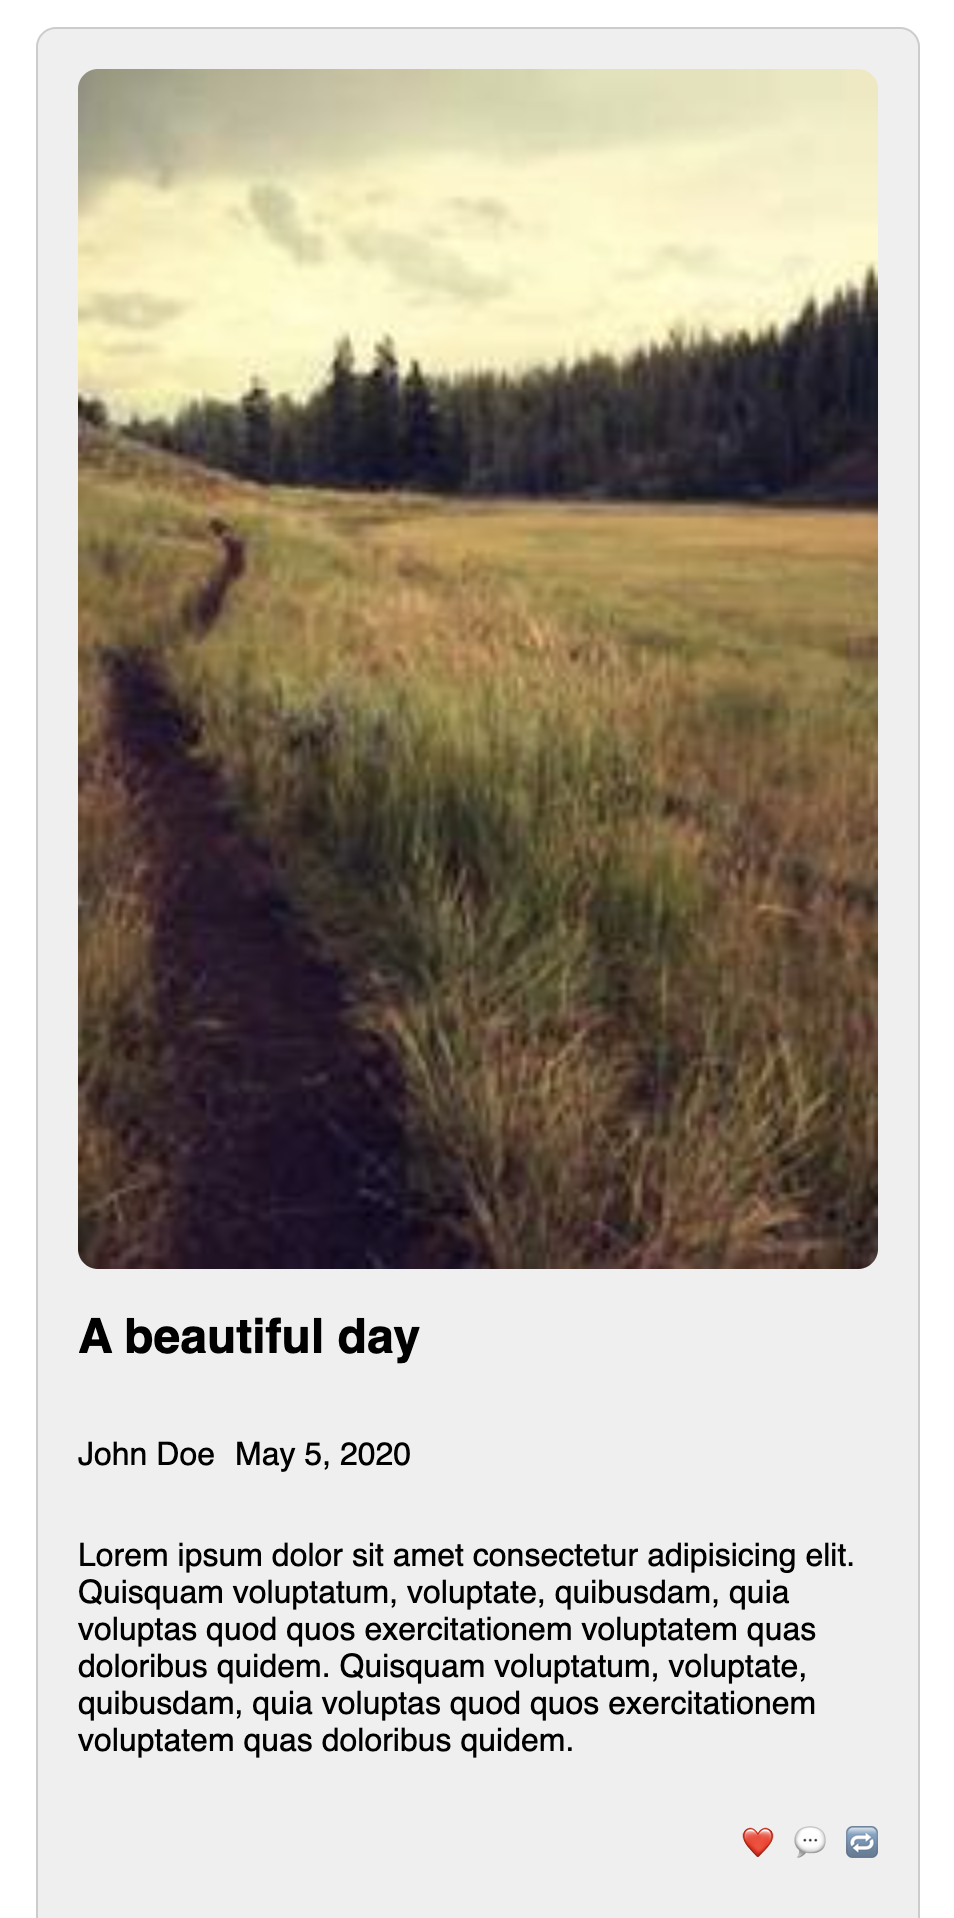 A beautiful day
John Doe May 5, 2020
Lorem ipsum dolor sit amet consectetur adipisicing elit.
Quisquam voluptatum, voluptate, quibusdam, quia
voluptas quod quos exercitationem voluptatem quas
doloribus quidem. Quisquam voluptatum, voluptate,
quibusdam, quia voluptas quod quos exercitationem
voluptatem quas doloribus quidem.